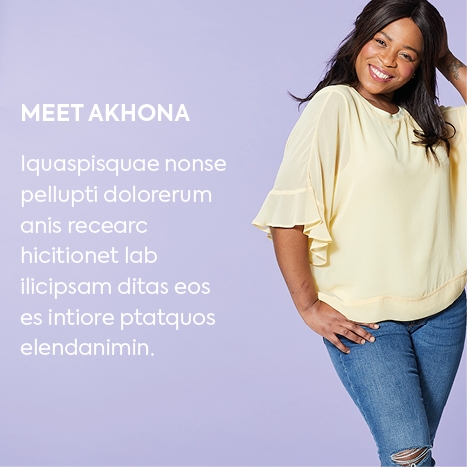 MEET AKHONA
Iquaspisquae nonse
pellupti dolorerum
anis recearc
hicitionet lab
ilicipsam ditas eos
es intiore ptatquos
elendanimin.